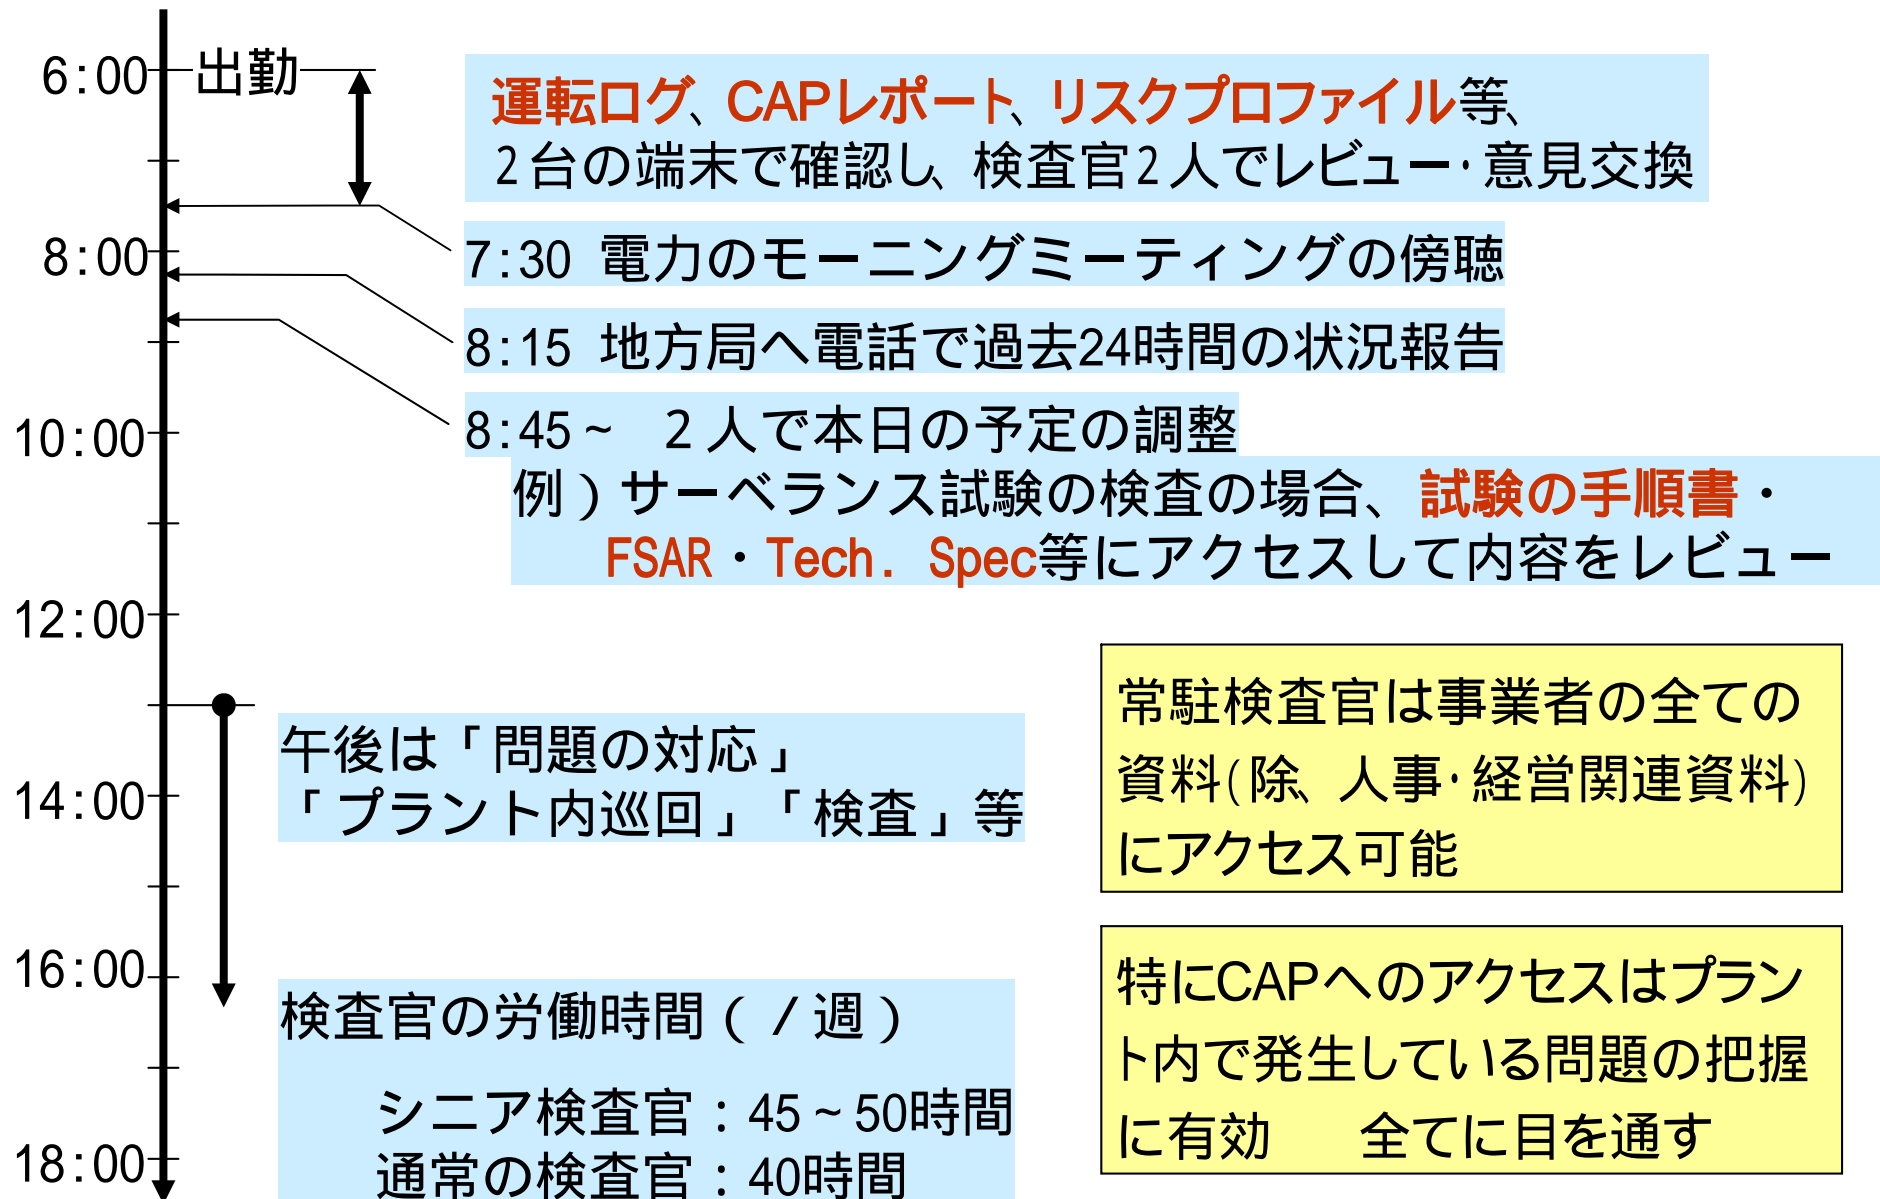 6:00 出勤
運転ログ、CAPレポート、リスクプロファイル等、
2台の端末で確認し、検査官2人でレビュー・意見交換
7:30 電力のモーニングミーティングの傍聴
8:00
8:15 地方局へ電話で過去24時間の状況報告
8:45~ 2人で本日の予定の調整
10:00
例)サーベランス試験の検査の場合、試験の手順書・
FSAR・Tech. Spec等にアクセスして内容をレビュー
12:00
午後は「問題の対応」
「プラント内巡回」「検査」等
14:00
常駐検査官は事業者の全ての
資料(除、人事・経営関連資料)
にアクセス可能
16:00
検査官の労働時間(/週)
シニア検査官:45~50時間
通常の検査官:40時間
18:00
特にCAPへのアクセスはプラン
ト内で発生している問題の把握
に有効 全てに目を通す